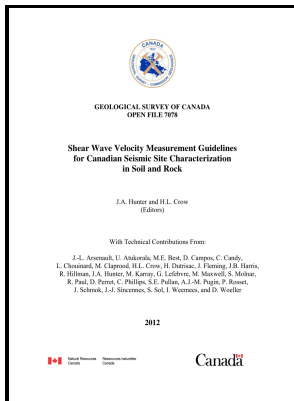 CANADA
GEOLOGICAL SURVEY OF CANADA
OPEN FILE 7078
Shear Wave Velocity Measurement Guidelines
for Canadian Seismic Site Characterization
in Soil and Rock
J.A. Hunter and H.L. Crow
(Editors)
With Technical Contributions From:
J.-L. Arsenault, U. Atukorala, M.E. Best, D. Campos, C. Candy,
L. Chouinard, M. Claprood, H.L. Crow, H. Dutrisac, J. Fleming, J.B. Harris,
R. Hillman, J.A. Hunter, M. Karray, G. Lefebvre, M. Maxwell, S. Molnar,
R. Paul, D. Perret, C. Phillips, S.E. Pullan, A.J.-M. Pugin, P. Rosset,
J. Schmok, J.-J. Sincennes, S. Sol, I. Weemees, and D. Woeller
2012
Natural Resources Ressources naturelles
Canada Canada
Canada